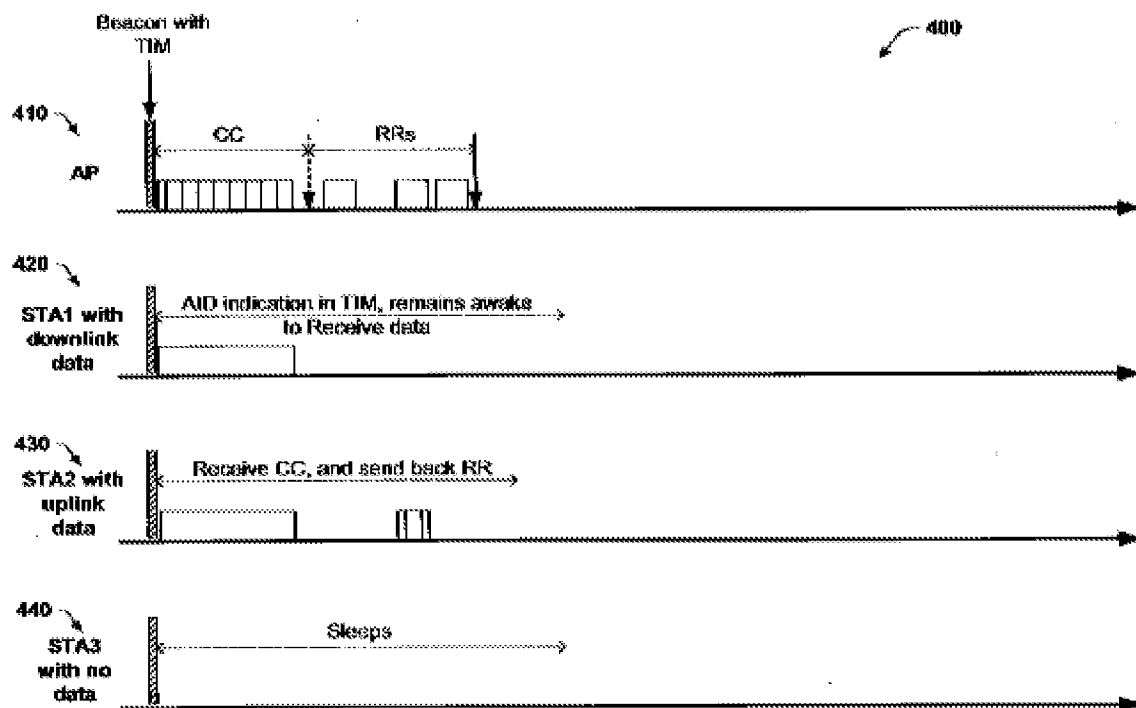 Beacon with
TIM
400
410
CC
RRs
AP
420
STA1 with
downlink
data
AID indication in TIM, remains awake
to Receive data
430
STA2 with
uplink
data
Receive CC, and send back RR
440
STA3
with no
data
Sleeps